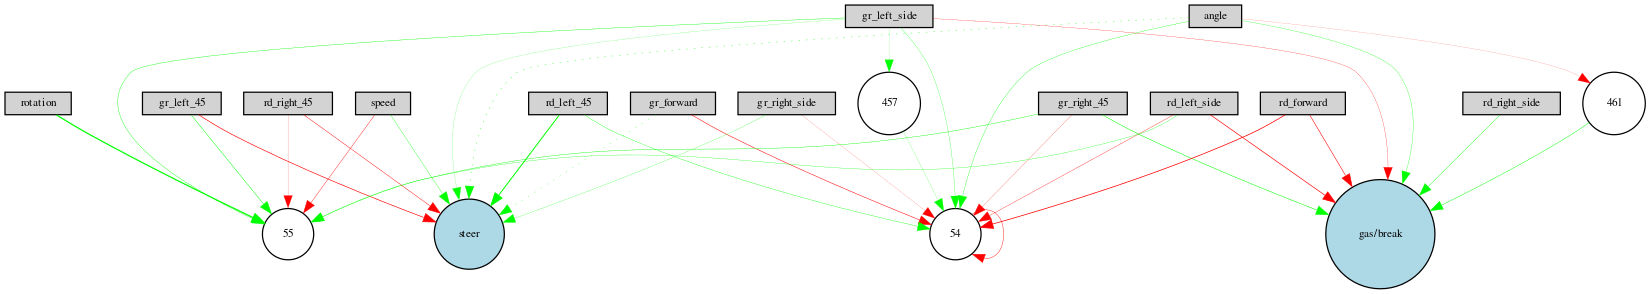 gr_left_side
angle
rotation
gr_left_45
rd_right_45
speed
rd_left_45
gr_forward
gr_right_side
457
gr_right_45
rd_left_side
rd_forward
rd_right_side
461
55
steer
54
gas/break